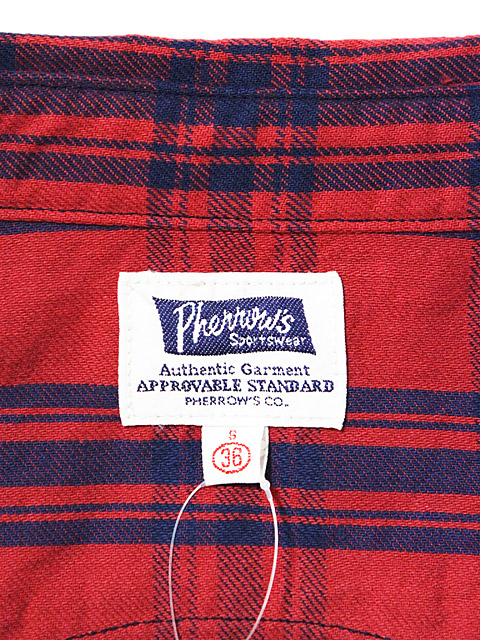 Pherrow's
Sportswear
Authentic Garment
APPROVABLE STANDARD
PHERROW'S CO.,
S
36